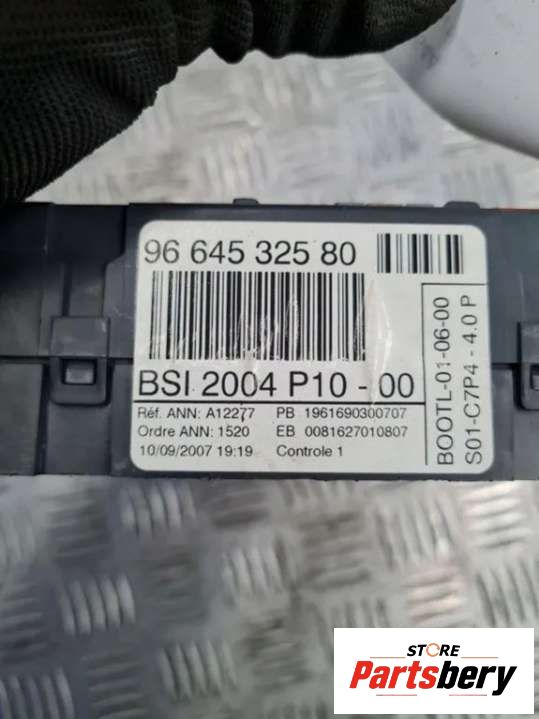 96 645 325 80
BSI 2004 P10 - 00
Réf. ANN: A12277 PB 1961690300707
Ordre ANN: 1520 EB 0081627010807
10/09/2007 19:19 Controle 1
BOOTL-01-06-00
S01-C7P4 - 4.0 P
STORE
Partsbery